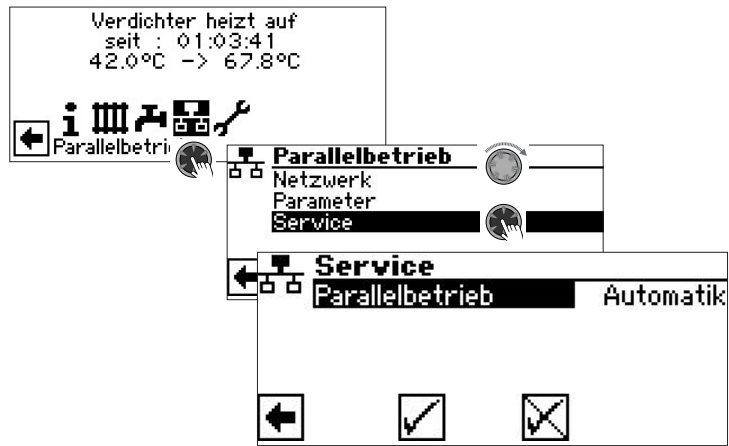 Verdichter heizt auf
seit : 01:03:41
42.0°C -> 67.8°C
Parallelbetri
Parallelbetrieb
Netzwerk
Parameter
Service
Service
Parallelbetrieb Automatik